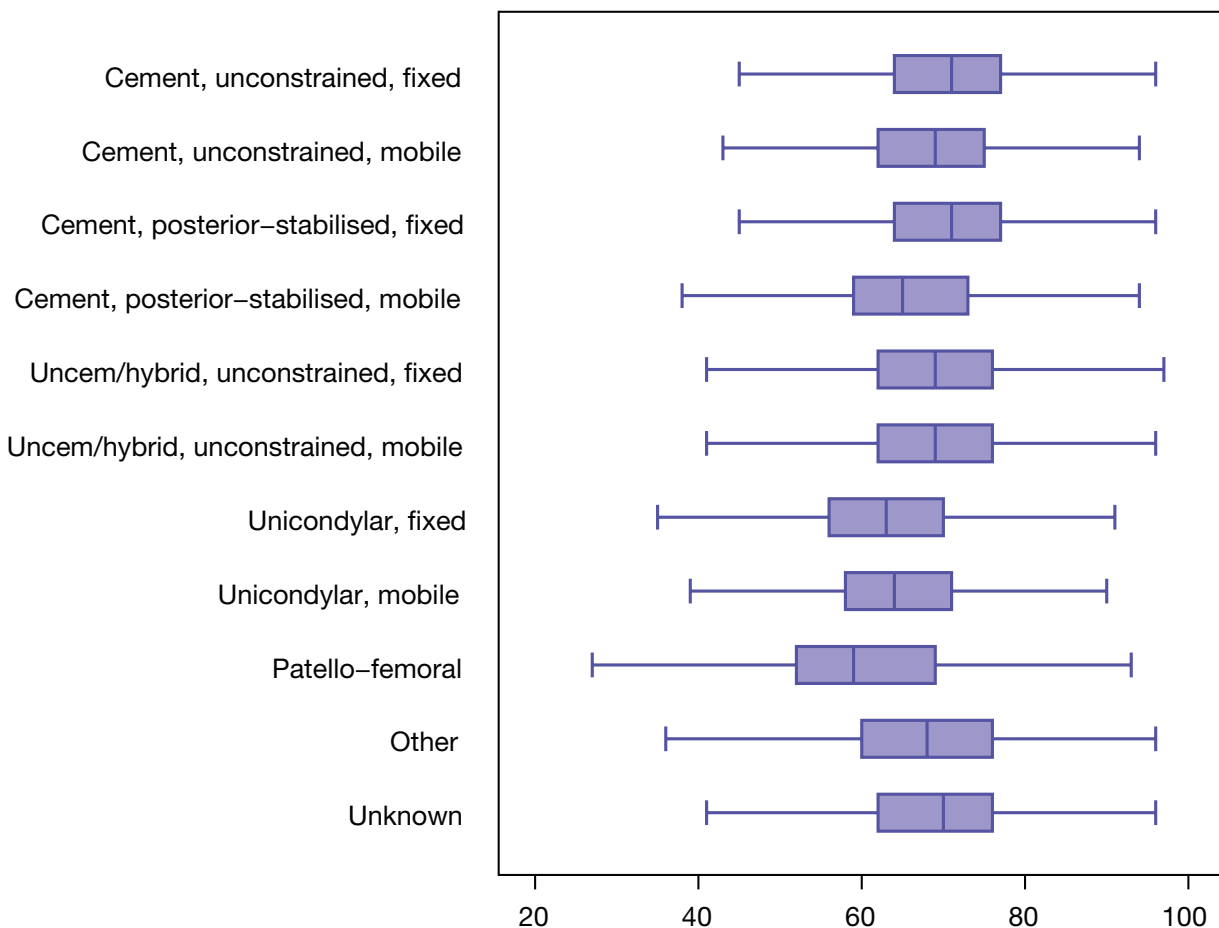 Cement, unconstrained, fixed
Cement, unconstrained, mobile
Cement, posterior–stabilised, fixed
Cement, posterior–stabilised, mobile
Uncem/hybrid, unconstrained, fixed
Uncem/hybrid, unconstrained, mobile
Unicondylar, fixed
Unicondylar, mobile
Patello–femoral
Other
Unknown
20 40 60 80 100